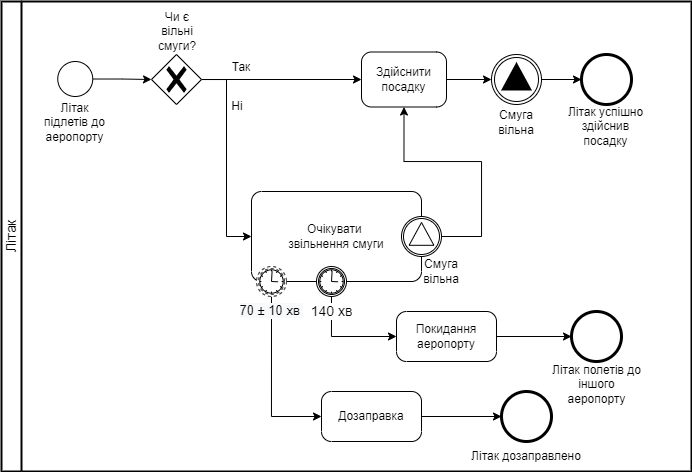 Чи є
вільні
смуги?
Так
Ні
Літак
підлетів до
аеропорту
Здійснити
посадку
Смуга
вільна
Літак успішно
здійснив
посадку
Літак
Очікувати
звільнення смуги
Смуга
вільна
70 ± 10 хв
140 хв
Покидання
аеропорту
Літак полетів до
іншого
аеропорту
Дозаправка
Літак дозаправлено